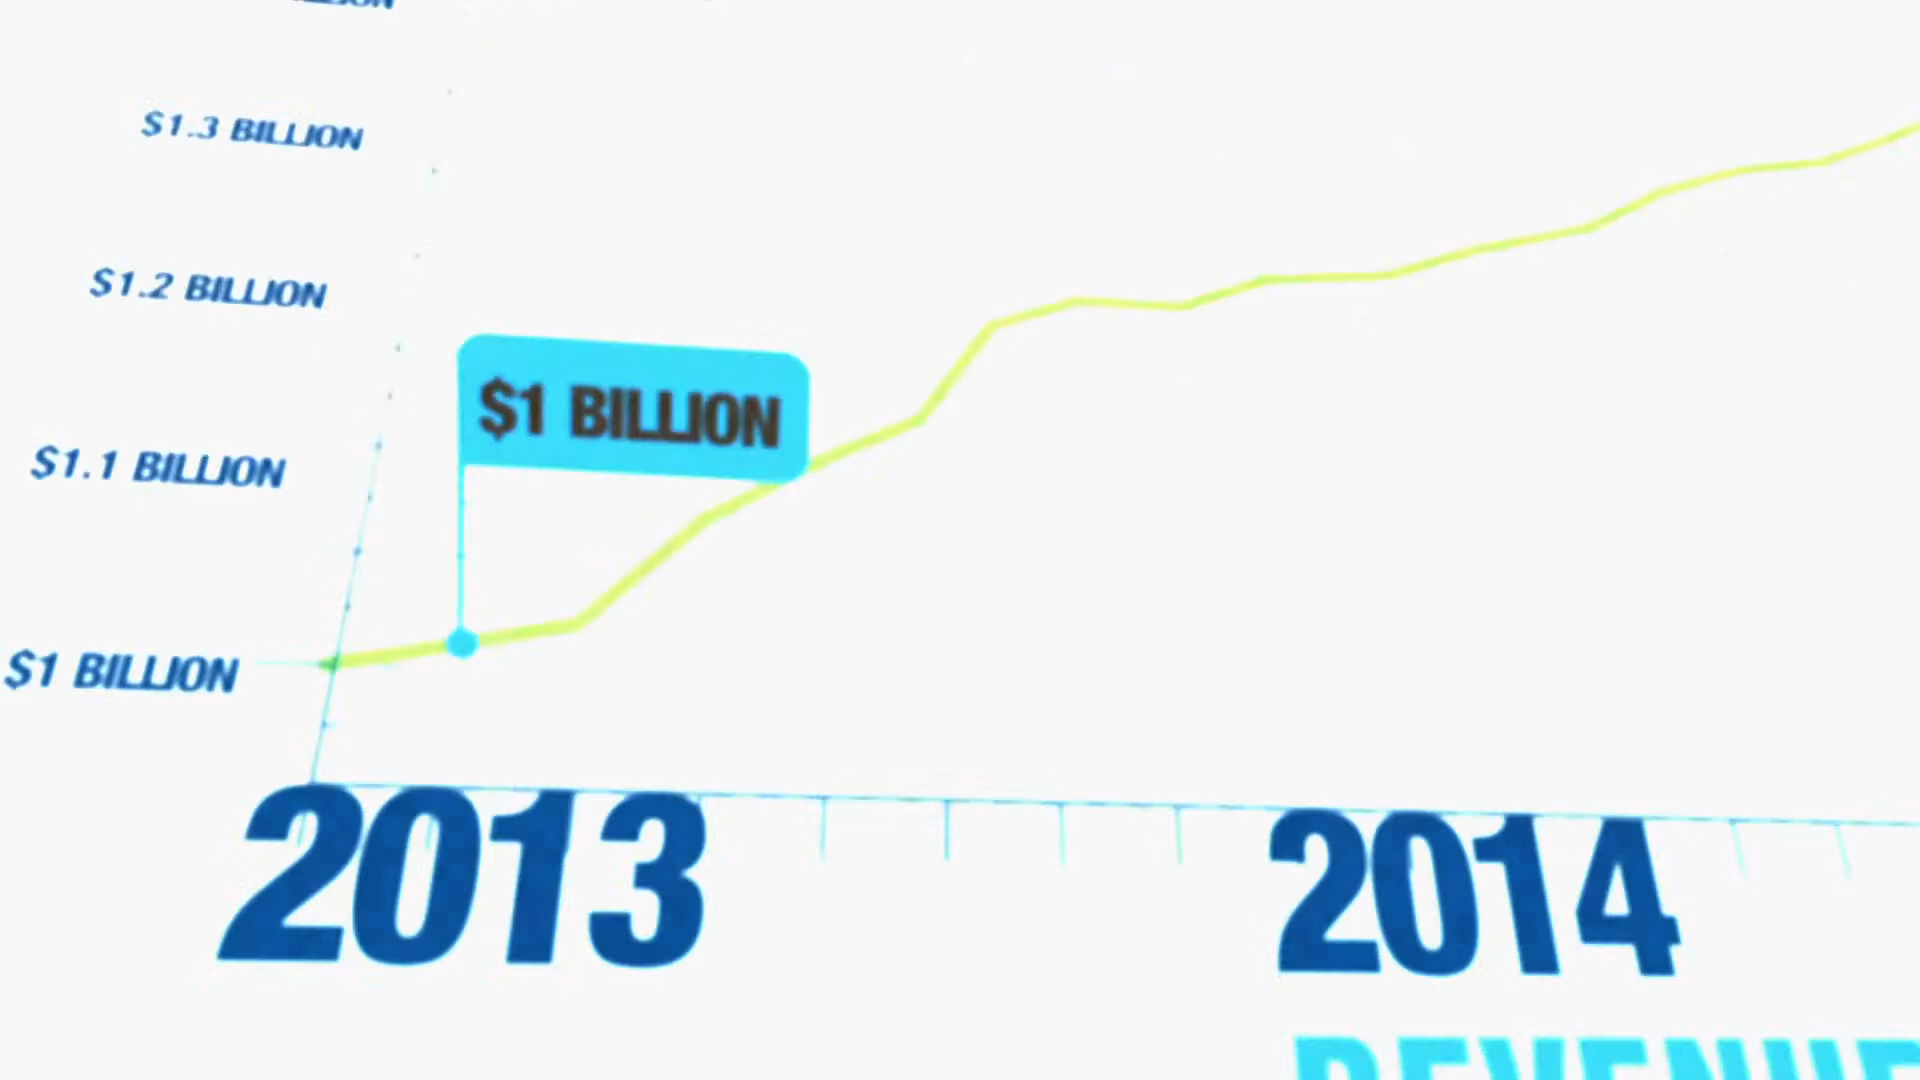 $1.3 BILLION
$1.2 BILLION
$1 BILLION
$1.1 BILLION
$1 BILLION
2013 2014